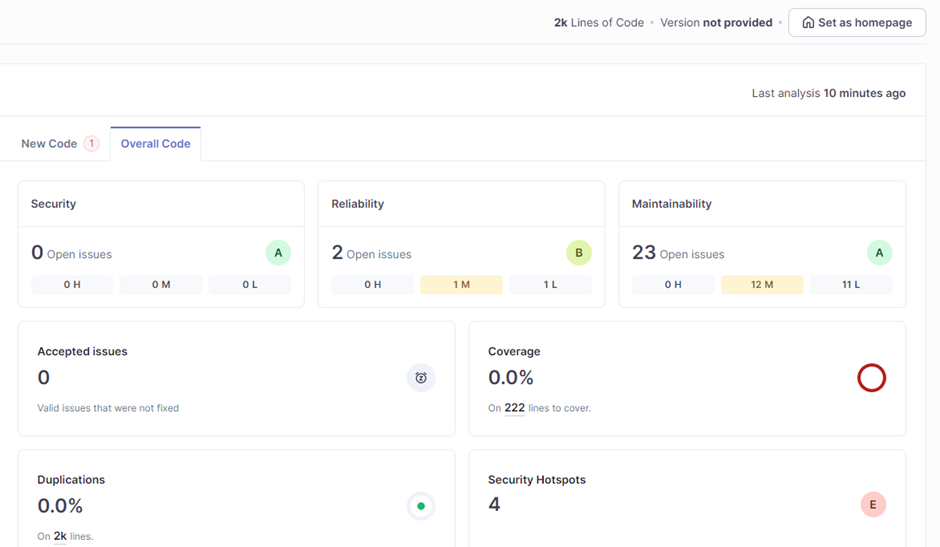 2k Lines of Code • Version not provided • Set as homepage
Last analysis 10 minutes ago
New Code 1 Overall Code
Security
0 Open issues A
0 H 0 M 0 L
Reliability
2 Open issues B
0 H 1 M 1 L
Maintainability
23 Open issues A
0 H 12 M 11 L
Accepted issues
0
Valid issues that were not fixed
Coverage
0.0%
On 222 lines to cover.
Duplications
0.0%
On 2k lines.
Security Hotspots
4 E